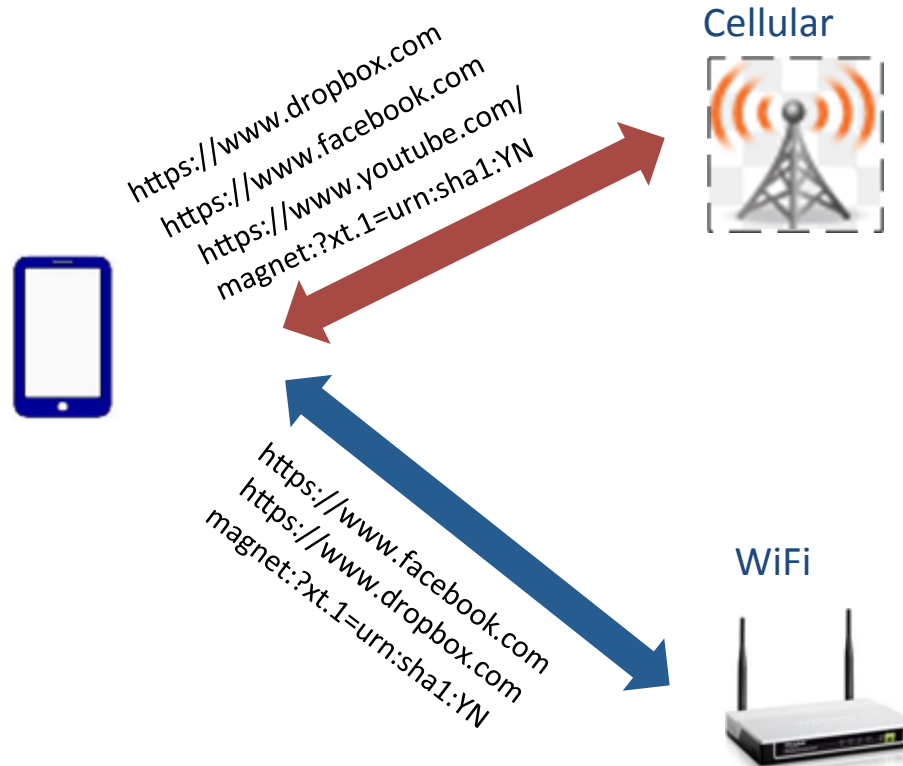 Cellular
https://www.dropbox.com
https://www.facebook.com
https://www.youtube.com/
magnet:?xt.1=urn:sha1:YN
https://www.facebook.com
https://www.dropbox.com
magnet:?xt.1=urn:sha1:YN
WiFi